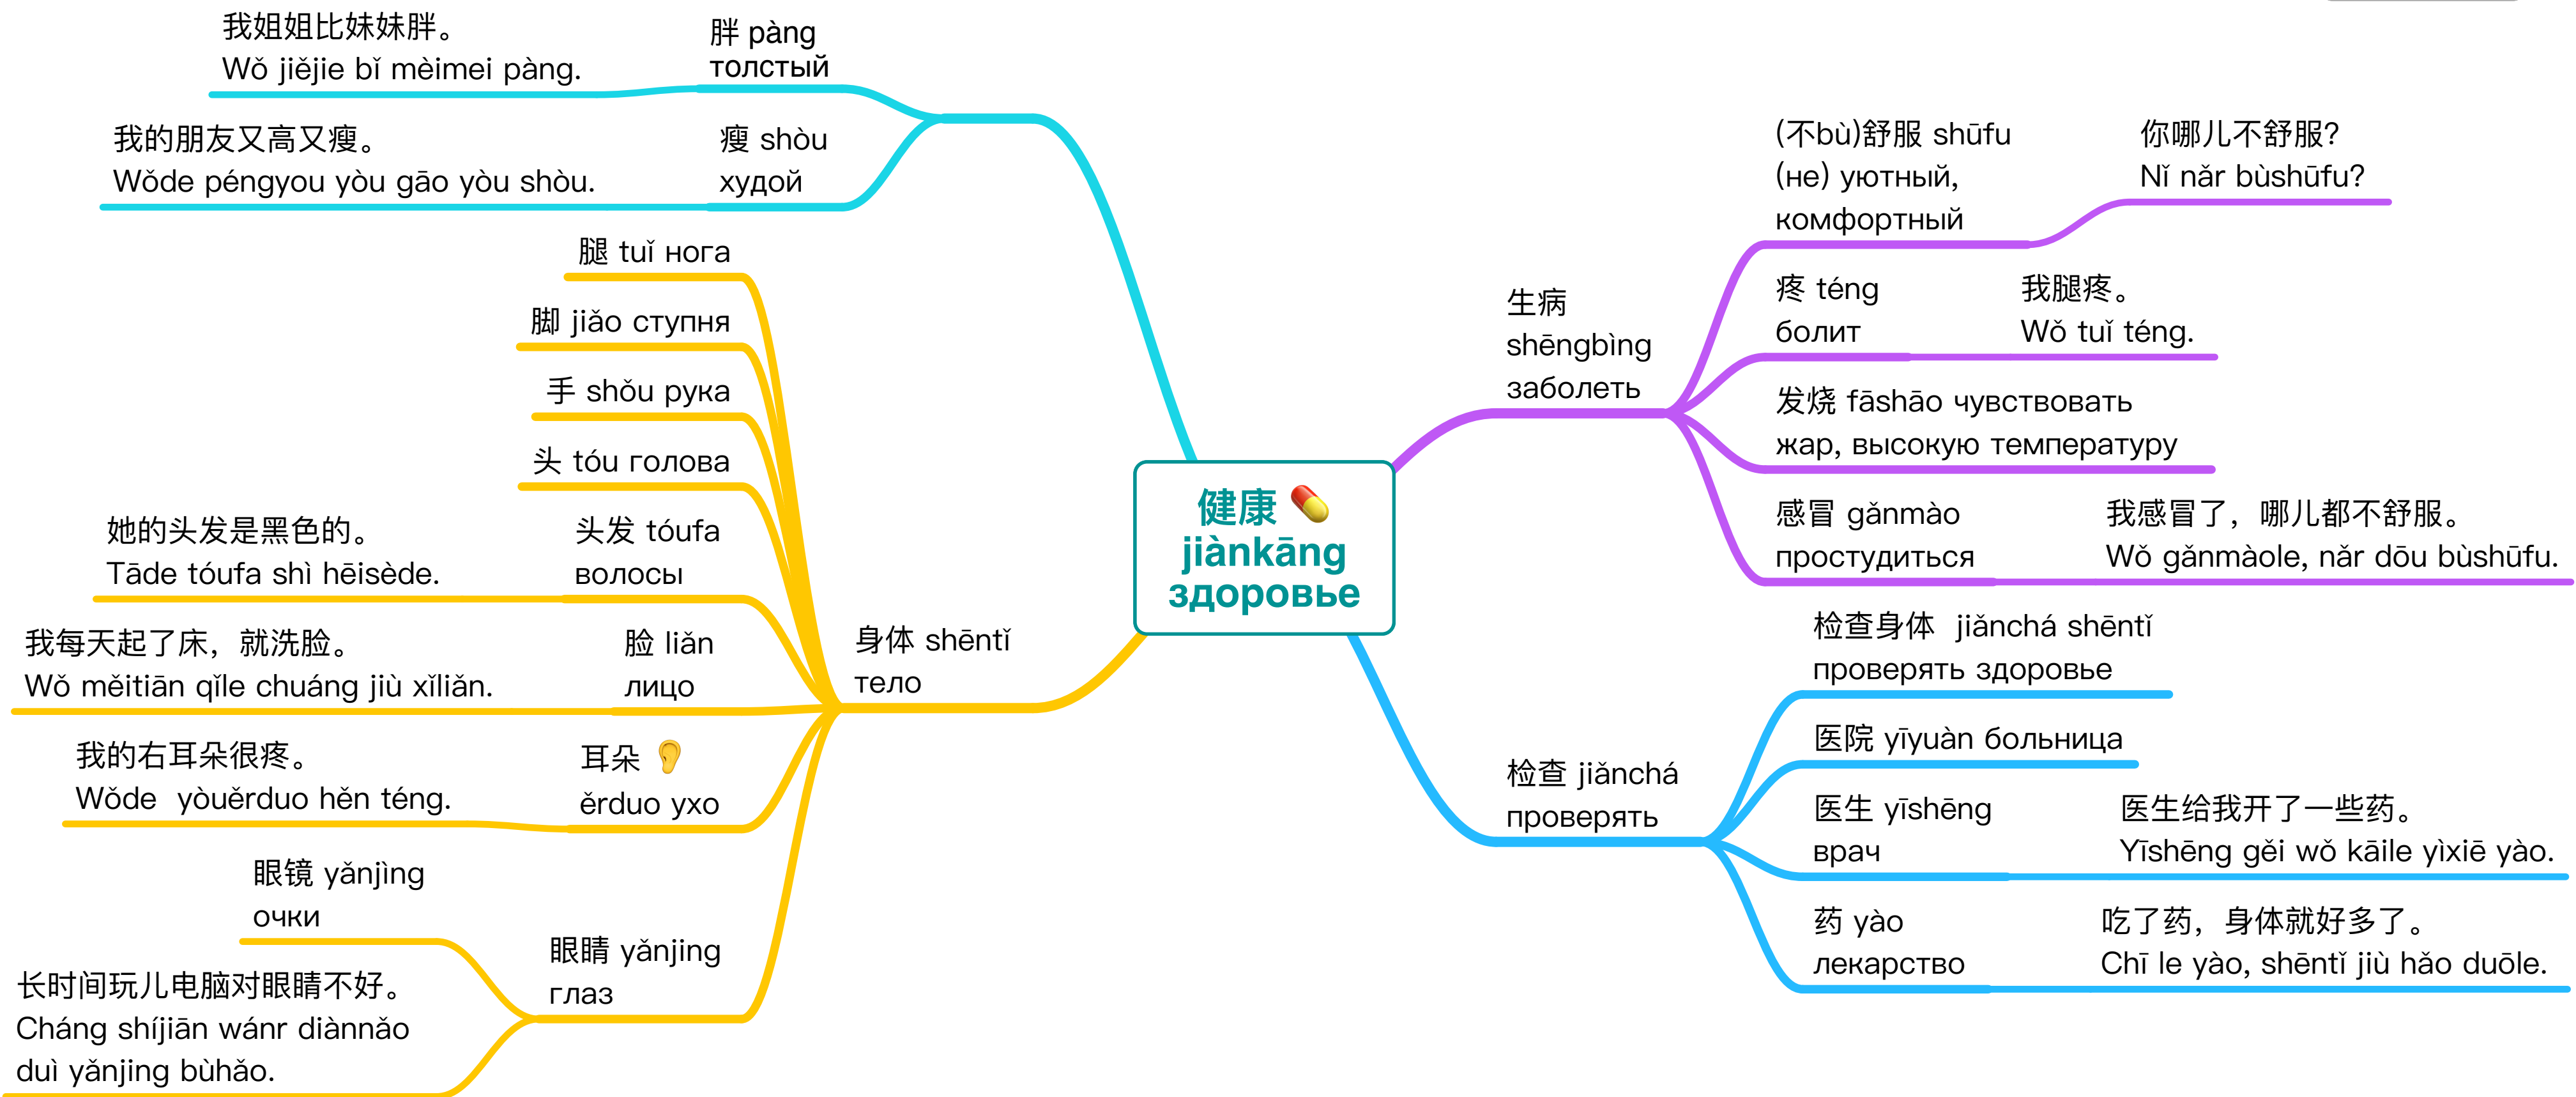 我姐姐比妹妹胖。
Wǒ jiějie bǐ mèimei pàng.
胖 pàng
толстый
我的朋友又高又瘦。
Wǒde péngyou yòu gāo yòu shòu.
瘦 shòu
худой
腿 tuǐ нога
脚 jiǎo ступня
手 shǒu рука
头 tóu голова
她的头发是黑色的。
Tāde tóufa shì hēisède.
头发 tóufa
волосы
我每天起了床，就洗脸。
Wǒ měitiān qǐle chuáng jiù xǐliǎn.
脸 liǎn
лицо
我的右耳朵很疼。
Wǒde yòuěrduo hěn téng.
耳朵 👂
ěrduo ухо
眼镜 yǎnjìng
очки
长时间玩儿电脑对眼睛不好。
Cháng shíjiān wánr diànnǎo
duì yǎnjing bùhǎo.
眼睛 yǎnjing
глаз
身体 shēntǐ
тело
健康 💊
jiànkāng
здоровье
生病
shēngbìng
заболеть
(不bù)舒服 shūfu
(не) уютный,
комфортный
你哪儿不舒服?
Nǐ nǎr bùshūfu?
疼 téng
болит
我腿疼。
Wǒ tuǐ téng.
发烧 fāshāo чувствовать
жар, высокую температуру
感冒 gǎnmào
простудиться
我感冒了，哪儿都不舒服。
Wǒ gǎnmàole, nǎr dōu bùshūfu.
检查 jiǎnchá
проверять
检查身体 jiǎnchá shēntǐ
проверять здоровье
医院 yīyuàn больница
医生 yīshēng
врач
医生给我开了一些药。
Yīshēng gěi wǒ kāile yìxiē yào.
药 yào
лекарство
吃了药，身体就好多了。
Chī le yào, shēntǐ jiù hǎo duōle.